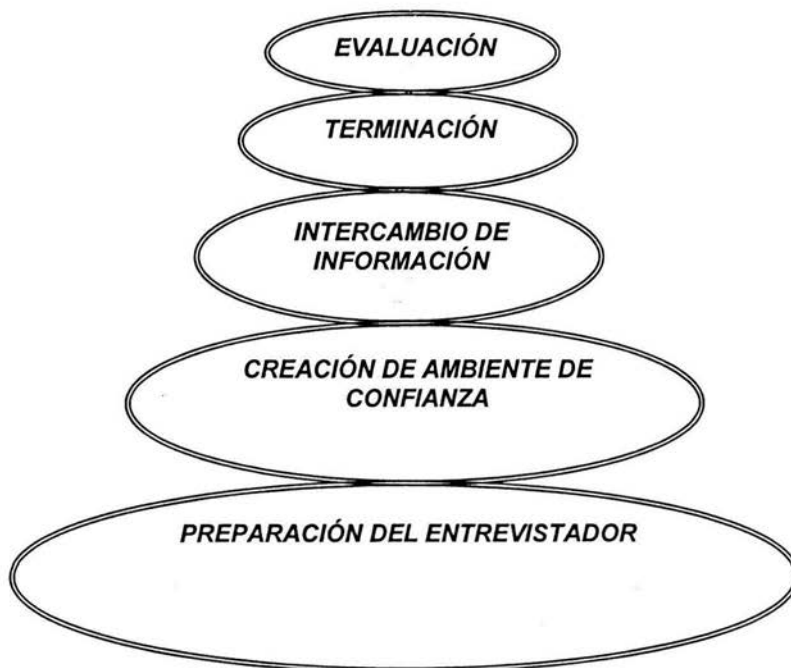 EVALUACIÓN
TERMINACIÓN
INTERCAMBIO DE
INFORMACIÓN
CREACIÓN DE AMBIENTE DE
CONFIANZA
PREPARACIÓN DEL ENTREVISTADOR